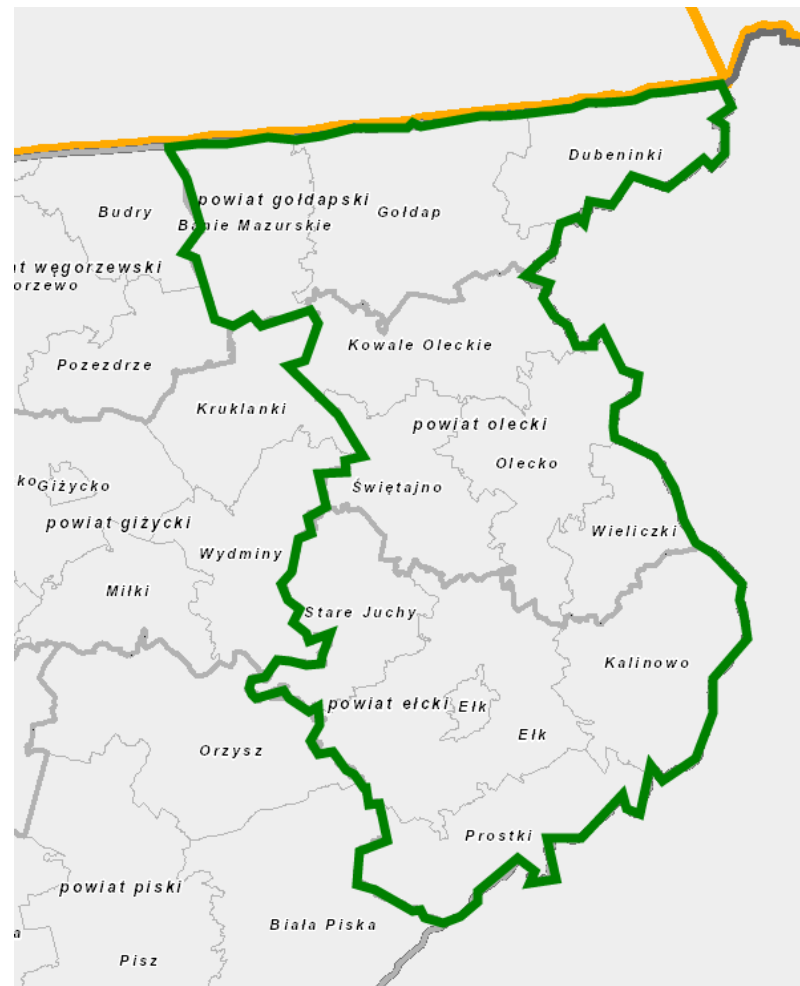 Dubeninki
powiat gołdapski
Budry
Gołdap
Banie Mazurskie
at węgorzewski
orzewo
Kowale Oleckie
Pozezdrze
Kruklanki
powiat olecki
Olecko
ko
Giżycko
Świętajno
powiat giżycki
Wieliczki
Wydminy
Miłki
Stare Juchy
Kalinowo
powiat ełcki
Ełk
Ełk
Orzysz
Prostki
powiat piski
Biała Piska
a
Pisz